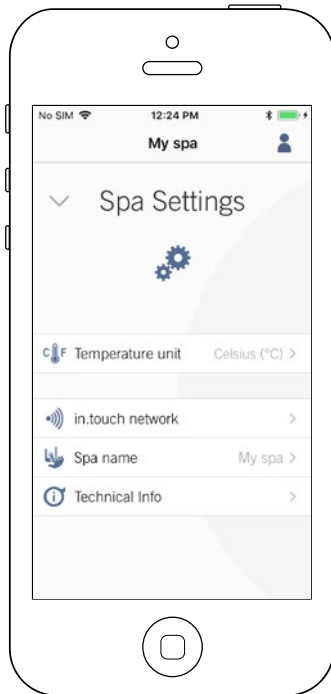 No SIM 12:24 PM
My spa
Spa Settings
C F Temperature unit Celsius (°C) >
in.touch network >
Spa name My spa >
Technical Info >